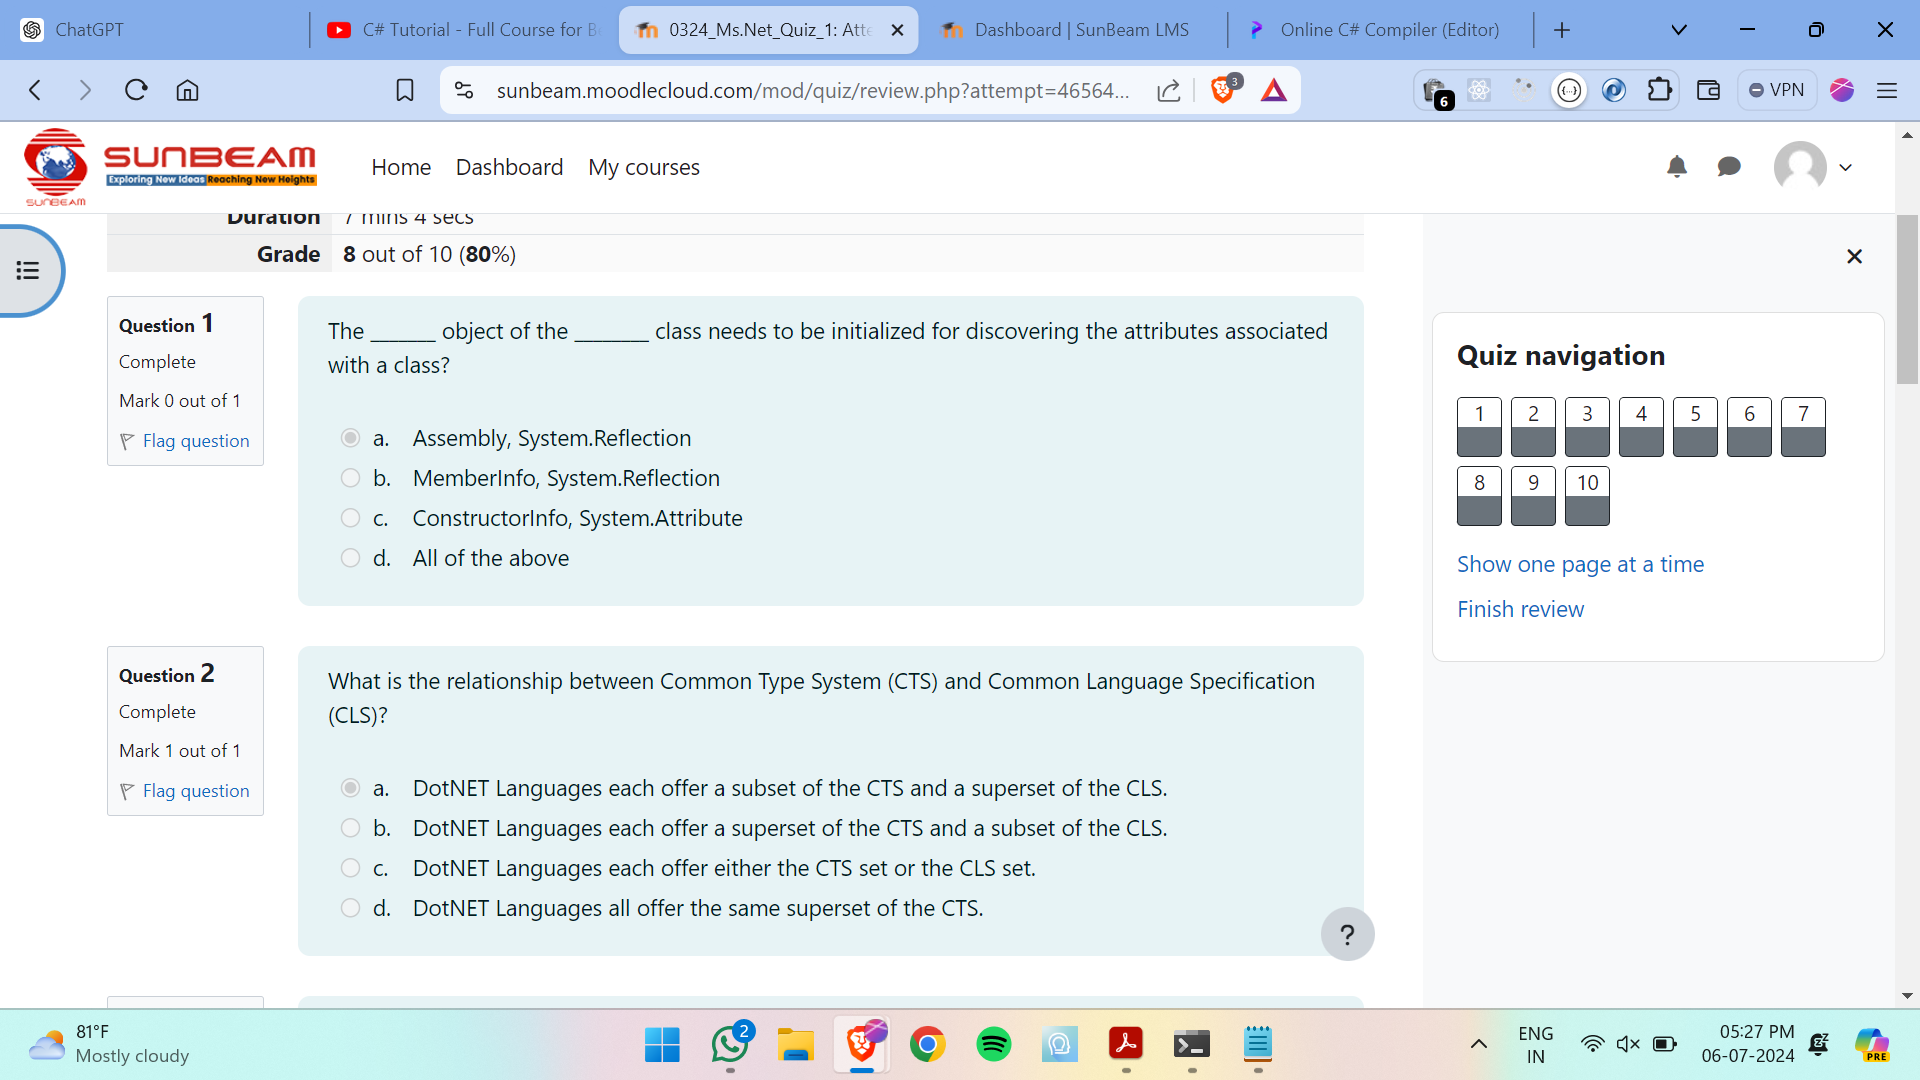 ChatGPT
C# Tutorial - Full Course for B
0324_Ms.Net_Quiz_1: Atte
Dashboard | SunBeam LMS
Online C# Compiler (Editor)
sunbeam.moodlecloud.com/mod/quiz/review.php?attempt=46564...
3
6
VPN
SUNBEAM
Exploring New Ideas Reaching New Heights
SUNBEAM
Home
Dashboard
My courses
Duration 7 mins 4 secs
Grade 8 out of 10 (80%)
Question 1
Complete
Mark 0 out of 1
Flag question
The _______ object of the ________ class needs to be initialized for discovering the attributes associated
with a class?
a. Assembly, System.Reflection
b. MemberInfo, System.Reflection
c. ConstructorInfo, System.Attribute
d. All of the above
Question 2
Complete
Mark 1 out of 1
Flag question
What is the relationship between Common Type System (CTS) and Common Language Specification
(CLS)?
a. DotNET Languages each offer a subset of the CTS and a superset of the CLS.
b. DotNET Languages each offer a superset of the CTS and a subset of the CLS.
c. DotNET Languages each offer either the CTS set or the CLS set.
d. DotNET Languages all offer the same superset of the CTS.
?
Quiz navigation
1 2 3 4 5 6 7
8 9 10
Show one page at a time
Finish review
81°F
Mostly cloudy
2
ENG
IN
05:27 PM
06-07-2024
PRE